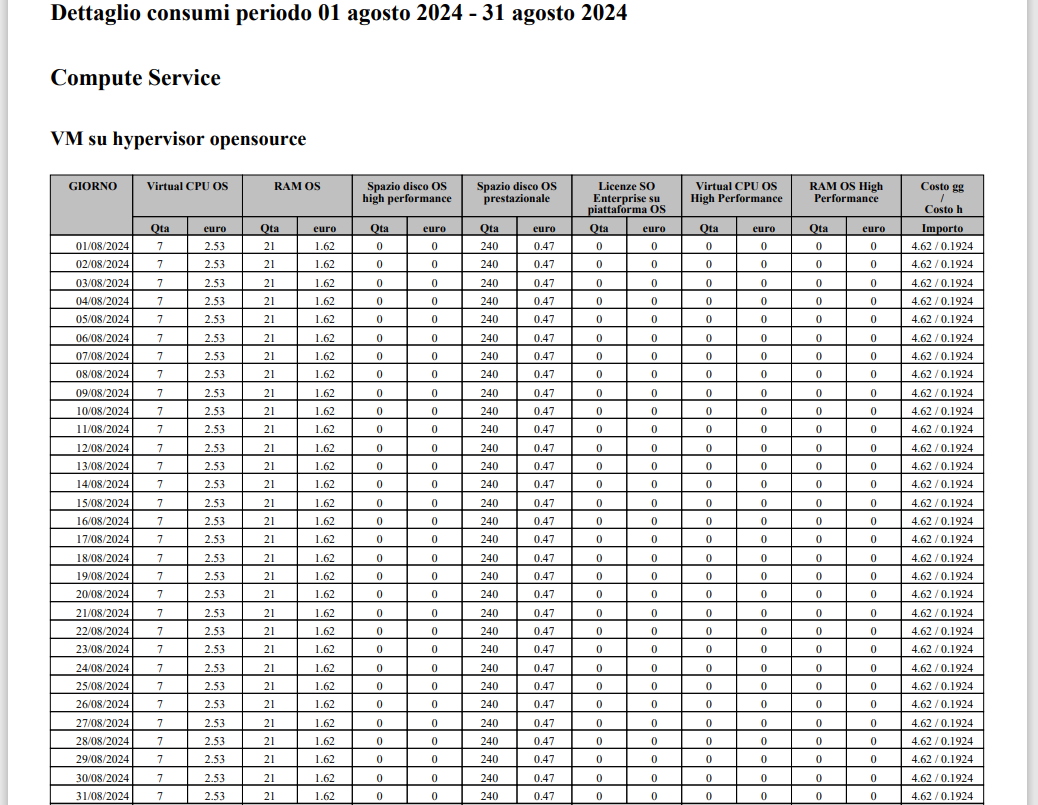 Dettaglio consumi periodo 01 agosto 2024 - 31 agosto 2024
Compute Service
VM su hypervisor opensource
GIORNO Virtual CPU OS RAM OS Spazio disco OS high performance Spazio disco OS prestazionale Licenze SO Enterprise su piattaforma OS Virtual CPU OS High Performance RAM OS High Performance Costo gg / Costo h
Qta euro Qta euro Qta euro Qta euro Qta euro Qta euro Qta euro Importo
01/08/2024 7 2.53 21 1.62 0 0 240 0.47 0 0 0 0 0 0 4.62 / 0.1924
02/08/2024 7 2.53 21 1.62 0 0 240 0.47 0 0 0 0 0 0 4.62 / 0.1924
03/08/2024 7 2.53 21 1.62 0 0 240 0.47 0 0 0 0 0 0 4.62 / 0.1924
04/08/2024 7 2.53 21 1.62 0 0 240 0.47 0 0 0 0 0 0 4.62 / 0.1924
05/08/2024 7 2.53 21 1.62 0 0 240 0.47 0 0 0 0 0 0 4.62 / 0.1924
06/08/2024 7 2.53 21 1.62 0 0 240 0.47 0 0 0 0 0 0 4.62 / 0.1924
07/08/2024 7 2.53 21 1.62 0 0 240 0.47 0 0 0 0 0 0 4.62 / 0.1924
08/08/2024 7 2.53 21 1.62 0 0 240 0.47 0 0 0 0 0 0 4.62 / 0.1924
09/08/2024 7 2.53 21 1.62 0 0 240 0.47 0 0 0 0 0 0 4.62 / 0.1924
10/08/2024 7 2.53 21 1.62 0 0 240 0.47 0 0 0 0 0 0 4.62 / 0.1924
11/08/2024 7 2.53 21 1.62 0 0 240 0.47 0 0 0 0 0 0 4.62 / 0.1924
12/08/2024 7 2.53 21 1.62 0 0 240 0.47 0 0 0 0 0 0 4.62 / 0.1924
13/08/2024 7 2.53 21 1.62 0 0 240 0.47 0 0 0 0 0 0 4.62 / 0.1924
14/08/2024 7 2.53 21 1.62 0 0 240 0.47 0 0 0 0 0 0 4.62 / 0.1924
15/08/2024 7 2.53 21 1.62 0 0 240 0.47 0 0 0 0 0 0 4.62 / 0.1924
16/08/2024 7 2.53 21 1.62 0 0 240 0.47 0 0 0 0 0 0 4.62 / 0.1924
17/08/2024 7 2.53 21 1.62 0 0 240 0.47 0 0 0 0 0 0 4.62 / 0.1924
18/08/2024 7 2.53 21 1.62 0 0 240 0.47 0 0 0 0 0 0 4.62 / 0.1924
19/08/2024 7 2.53 21 1.62 0 0 240 0.47 0 0 0 0 0 0 4.62 / 0.1924
20/08/2024 7 2.53 21 1.62 0 0 240 0.47 0 0 0 0 0 0 4.62 / 0.1924
21/08/2024 7 2.53 21 1.62 0 0 240 0.47 0 0 0 0 0 0 4.62 / 0.1924
22/08/2024 7 2.53 21 1.62 0 0 240 0.47 0 0 0 0 0 0 4.62 / 0.1924
23/08/2024 7 2.53 21 1.62 0 0 240 0.47 0 0 0 0 0 0 4.62 / 0.1924
24/08/2024 7 2.53 21 1.62 0 0 240 0.47 0 0 0 0 0 0 4.62 / 0.1924
25/08/2024 7 2.53 21 1.62 0 0 240 0.47 0 0 0 0 0 0 4.62 / 0.1924
26/08/2024 7 2.53 21 1.62 0 0 240 0.47 0 0 0 0 0 0 4.62 / 0.1924
27/08/2024 7 2.53 21 1.62 0 0 240 0.47 0 0 0 0 0 0 4.62 / 0.1924
28/08/2024 7 2.53 21 1.62 0 0 240 0.47 0 0 0 0 0 0 4.62 / 0.1924
29/08/2024 7 2.53 21 1.62 0 0 240 0.47 0 0 0 0 0 0 4.62 / 0.1924
30/08/2024 7 2.53 21 1.62 0 0 240 0.47 0 0 0 0 0 0 4.62 / 0.1924
31/08/2024 7 2.53 21 1.62 0 0 240 0.47 0 0 0 0 0 0 4.62 / 0.1924